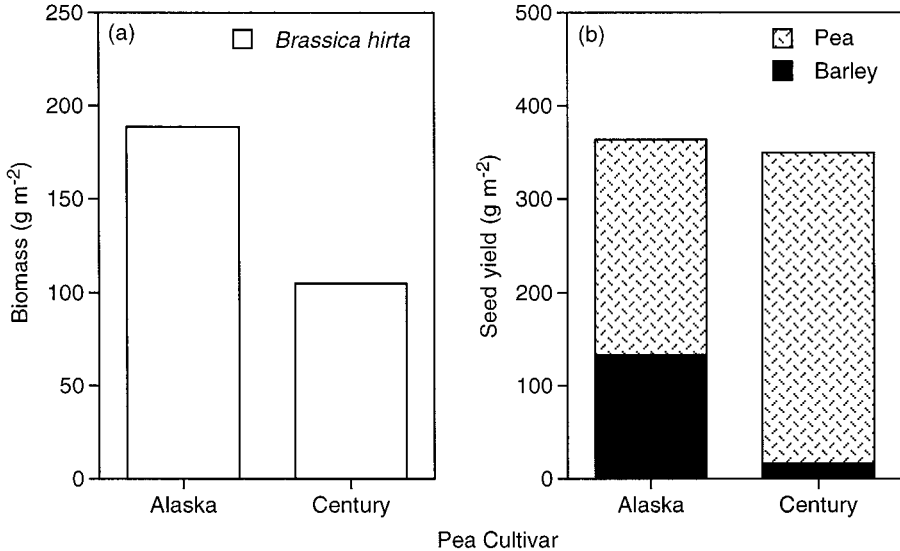 (a)
Brassica hirta
250
200
150
100
50
0
Biomass (g m⁻²)
Alaska
Century
(b)
Pea
Barley
500
400
300
200
100
0
Seed yield (g m⁻²)
Alaska
Century
Pea Cultivar